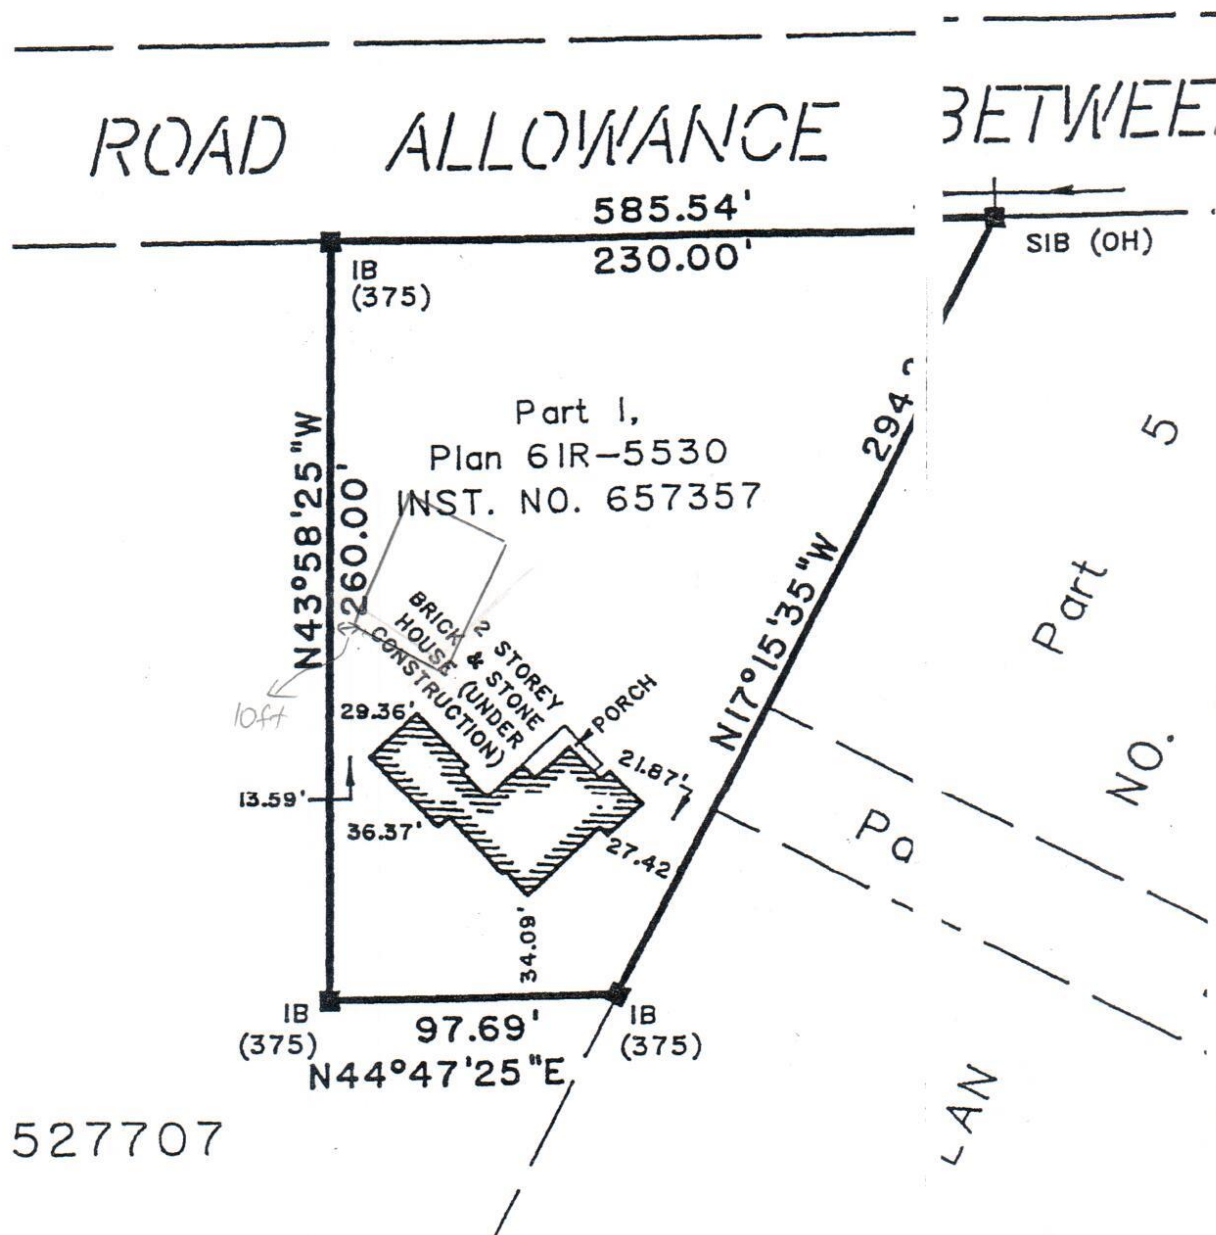 ROAD ALLOWANCE BETWEE
585.54'
230.00'
SIB (OH)
IB
(375)
Part 1,
Plan 61R-5530
INST. NO. 657357
N43°58'25"W
260.00'
294
N17°15'35"W
Part 5
NO.
2 STOREY
BRICK & STONE
HOUSE (UNDER
CONSTRUCTION)
PORCH
10ft
29.36'
21.87'
13.59'
36.37'
27.42
34.09'
IB
(375)
97.69'
N44°47'25"E
IB
(375)
527707